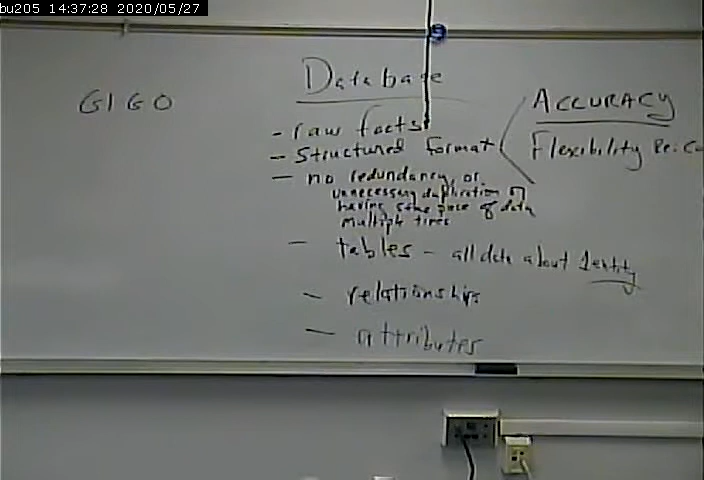 bu205 14:37:28 2020/05/27
GIGO
Database
- raw facts
- Structured format
ACCURACY
Flexibility Re:
- no redundancy, or
unnecessary duplication of
having same piece of data
multiple times
- tables - all data about 1 entity
- relationships
- attributes